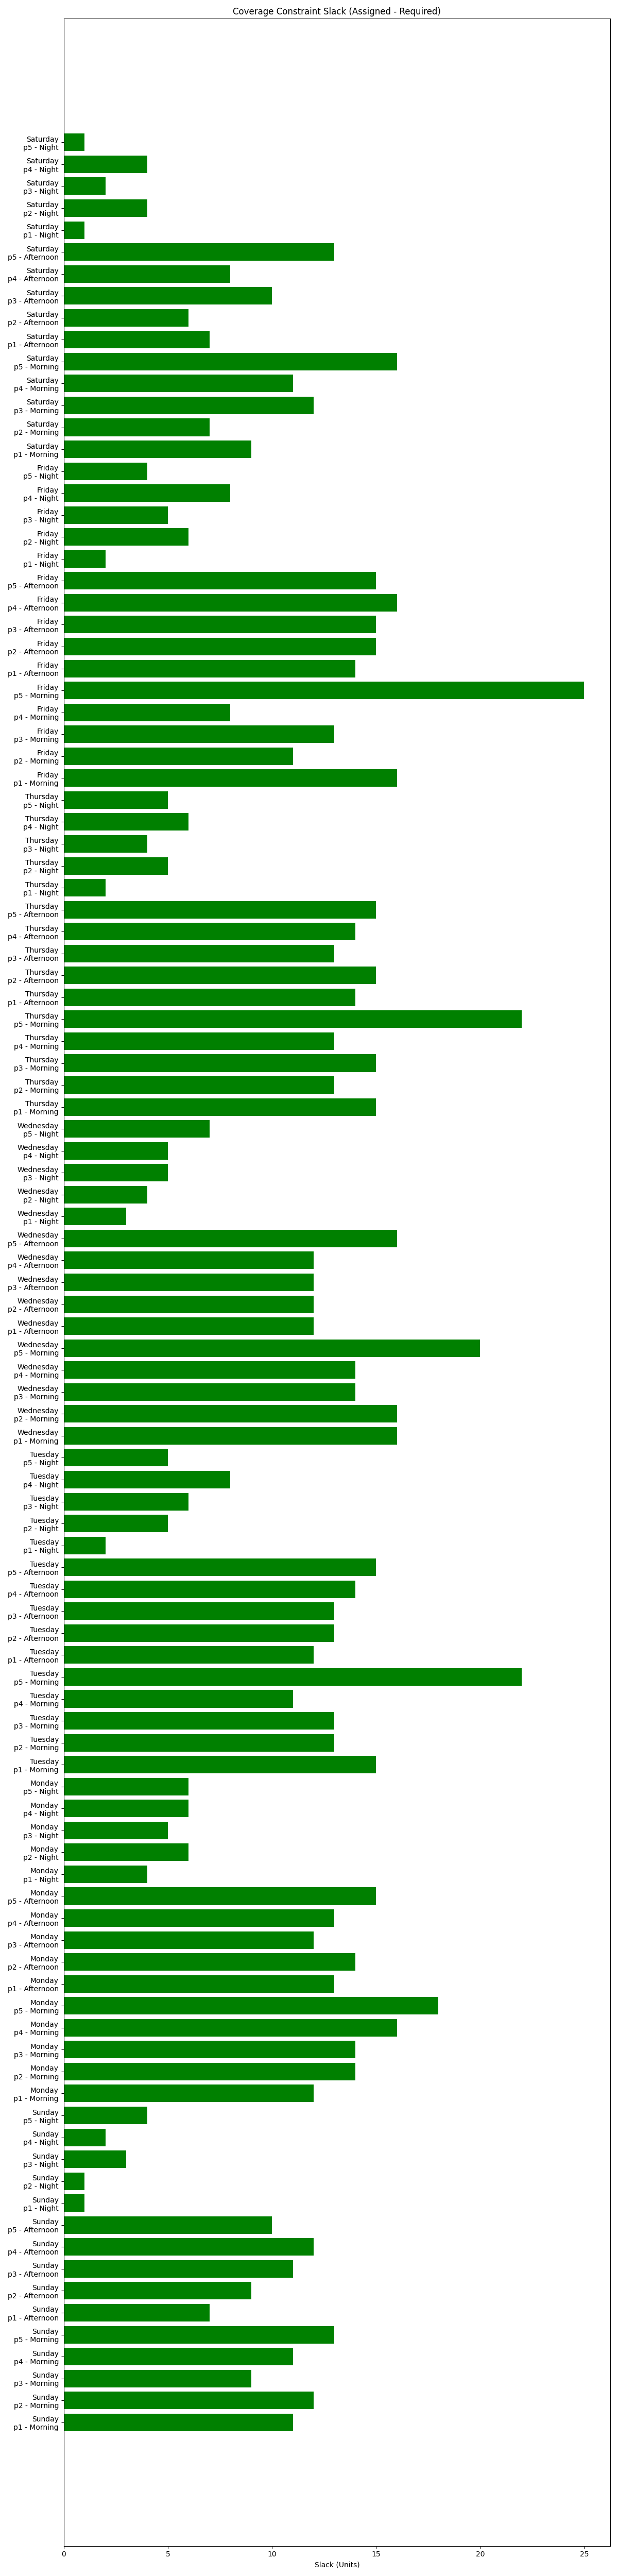 Coverage Constraint Slack (Assigned - Required)
Saturday
p5 - Night
Saturday
p4 - Night
Saturday
p3 - Night
Saturday
p2 - Night
Saturday
p1 - Night
Saturday
p5 - Afternoon
Saturday
p4 - Afternoon
Saturday
p3 - Afternoon
Saturday
p2 - Afternoon
Saturday
p1 - Afternoon
Saturday
p5 - Morning
Saturday
p4 - Morning
Saturday
p3 - Morning
Saturday
p2 - Morning
Saturday
p1 - Morning
Friday
p5 - Night
Friday
p4 - Night
Friday
p3 - Night
Friday
p2 - Night
Friday
p1 - Night
Friday
p5 - Afternoon
Friday
p4 - Afternoon
Friday
p3 - Afternoon
Friday
p2 - Afternoon
Friday
p1 - Afternoon
Friday
p5 - Morning
Friday
p4 - Morning
Friday
p3 - Morning
Friday
p2 - Morning
Friday
p1 - Morning
Thursday
p5 - Night
Thursday
p4 - Night
Thursday
p3 - Night
Thursday
p2 - Night
Thursday
p1 - Night
Thursday
p5 - Afternoon
Thursday
p4 - Afternoon
Thursday
p3 - Afternoon
Thursday
p2 - Afternoon
Thursday
p1 - Afternoon
Thursday
p5 - Morning
Thursday
p4 - Morning
Thursday
p3 - Morning
Thursday
p2 - Morning
Thursday
p1 - Morning
Wednesday
p5 - Night
Wednesday
p4 - Night
Wednesday
p3 - Night
Wednesday
p2 - Night
Wednesday
p1 - Night
Wednesday
p5 - Afternoon
Wednesday
p4 - Afternoon
Wednesday
p3 - Afternoon
Wednesday
p2 - Afternoon
Wednesday
p1 - Afternoon
Wednesday
p5 - Morning
Wednesday
p4 - Morning
Wednesday
p3 - Morning
Wednesday
p2 - Morning
Wednesday
p1 - Morning
Tuesday
p5 - Night
Tuesday
p4 - Night
Tuesday
p3 - Night
Tuesday
p2 - Night
Tuesday
p1 - Night
Tuesday
p5 - Afternoon
Tuesday
p4 - Afternoon
Tuesday
p3 - Afternoon
Tuesday
p2 - Afternoon
Tuesday
p1 - Afternoon
Tuesday
p5 - Morning
Tuesday
p4 - Morning
Tuesday
p3 - Morning
Tuesday
p2 - Morning
Tuesday
p1 - Morning
Monday
p5 - Night
Monday
p4 - Night
Monday
p3 - Night
Monday
p2 - Night
Monday
p1 - Night
Monday
p5 - Afternoon
Monday
p4 - Afternoon
Monday
p3 - Afternoon
Monday
p2 - Afternoon
Monday
p1 - Afternoon
Monday
p5 - Morning
Monday
p4 - Morning
Monday
p3 - Morning
Monday
p2 - Morning
Monday
p1 - Morning
Sunday
p5 - Night
Sunday
p4 - Night
Sunday
p3 - Night
Sunday
p2 - Night
Sunday
p1 - Night
Sunday
p5 - Afternoon
Sunday
p4 - Afternoon
Sunday
p3 - Afternoon
Sunday
p2 - Afternoon
Sunday
p1 - Afternoon
Sunday
p5 - Morning
Sunday
p4 - Morning
Sunday
p3 - Morning
Sunday
p2 - Morning
Sunday
p1 - Morning
0 5 10 15 20 25
Slack (Units)